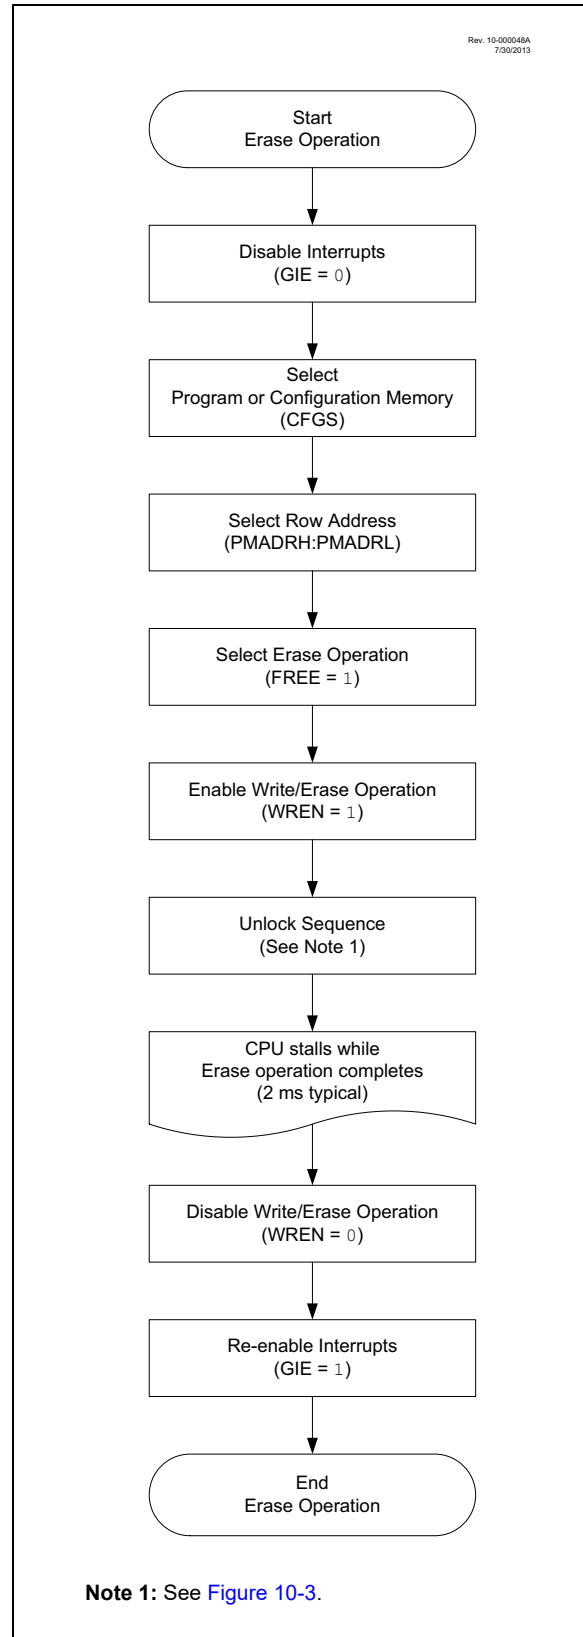 Rev. 10-000048A
7/30/2013
Start
Erase Operation
Disable Interrupts
(GIE = 0)
Select
Program or Configuration Memory
(CFGS)
Select Row Address
(PMADRH:PMADRL)
Select Erase Operation
(FREE = 1)
Enable Write/Erase Operation
(WREN = 1)
Unlock Sequence
(See Note 1)
CPU stalls while
Erase operation completes
(2 ms typical)
Disable Write/Erase Operation
(WREN = 0)
Re-enable Interrupts
(GIE = 1)
End
Erase Operation
Note 1: See Figure 10-3.